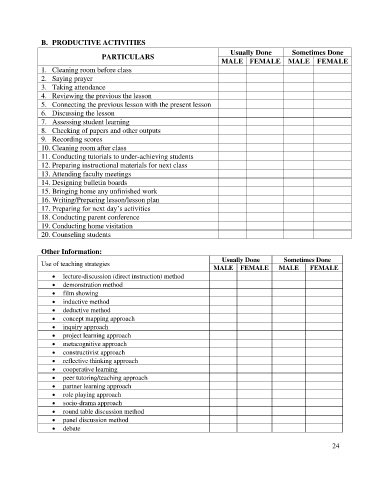 B. PRODUCTIVE ACTIVITIES
PARTICULARS
Usually Done Sometimes Done
MALE FEMALE MALE FEMALE
1. Cleaning room before class
2. Saying prayer
3. Taking attendance
4. Reviewing the previous the lesson
5. Connecting the previous lesson with the present lesson
6. Discussing the lesson
7. Assessing student learning
8. Checking of papers and other outputs
9. Recording scores
10. Cleaning room after class
11. Conducting tutorials to under-achieving students
12. Preparing instructional materials for next class
13. Attending faculty meetings
14. Designing bulletin boards
15. Bringing home any unfinished work
16. Writing/Preparing lesson/lesson plan
17. Preparing for next day's activities
18. Conducting parent conference
19. Conducting home visitation
20. Counseling students
Other Information:
Use of teaching strategies
Usually Done Sometimes Done
MALE FEMALE MALE FEMALE
• lecture-discussion (direct instruction) method
• demonstration method
• film showing
• inductive method
• deductive method
• concept mapping approach
• inquiry approach
• project learning approach
• metacognitive approach
• constructivist approach
• reflective thinking approach
• cooperative learning
• peer tutoring/teaching approach
• partner learning approach
• role playing approach
• socio-drama approach
• round table discussion method
• panel discussion method
• debate
24